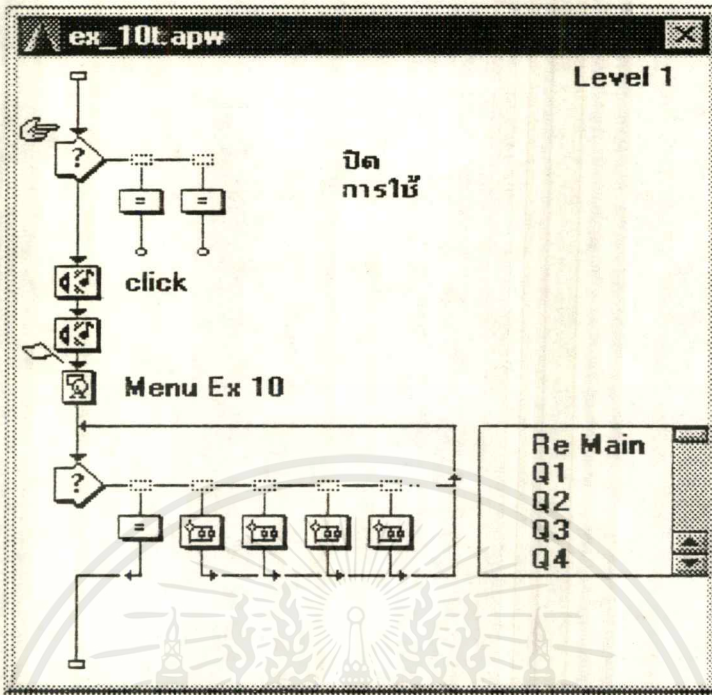 ex_10t.apw
Level 1
?
ปิด
การใช้
= =
click
Menu Ex 10
?
=
Re Main
Q1
Q2
Q3
Q4